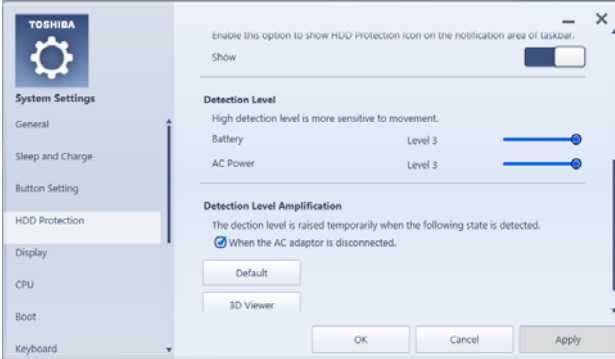 TOSHIBA
System Settings
General
Sleep and Charge
Button Setting
HDD Protection
Display
CPU
Boot
Keyboard
Enable this option to show HDD Protection icon on the notification area of taskbar.
Show
Detection Level
High detection level is more sensitive to movement.
Battery Level 3
AC Power Level 3
Detection Level Amplification
The dection level is raised temporarily when the following state is detected.
When the AC adaptor is disconnected.
Default
3D Viewer
OK Cancel Apply